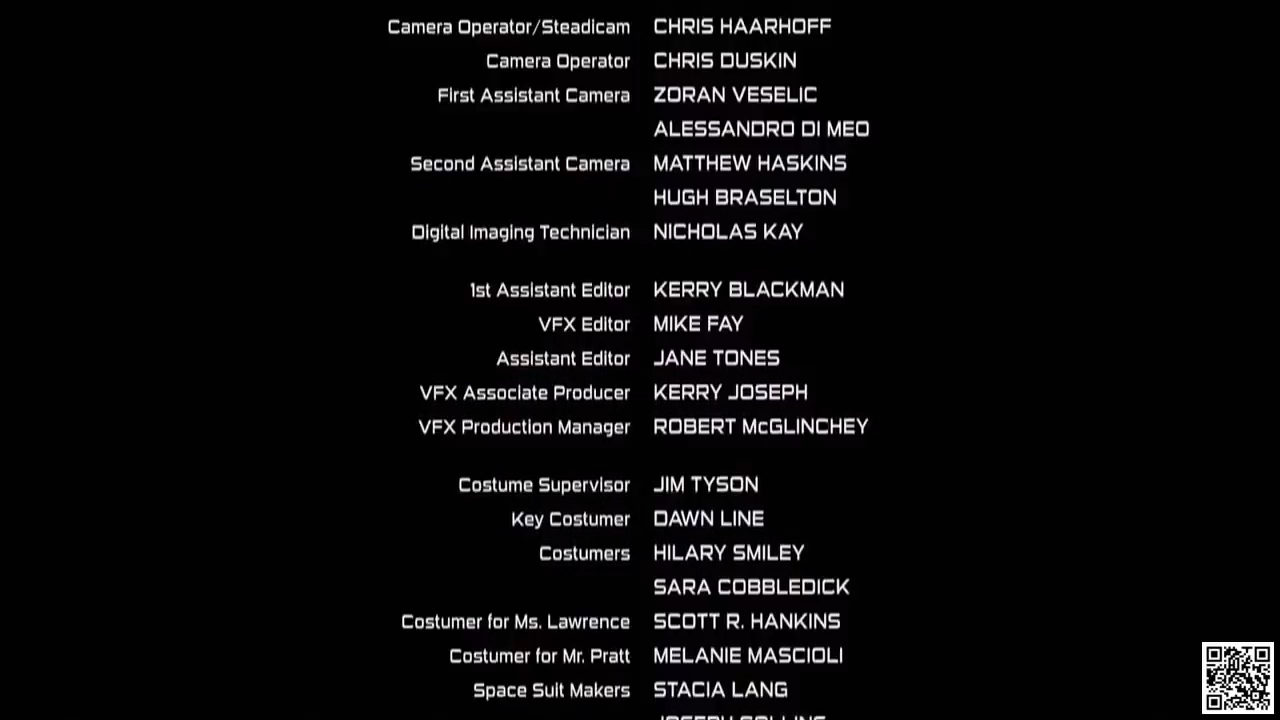 Camera Operator/Steadicam CHRIS HAARHOFF
Camera Operator CHRIS DUSKIN
First Assistant Camera ZORAN VESELIC
ALESSANDRO DI MEO
Second Assistant Camera MATTHEW HASKINS
HUGH BRASELTON
Digital Imaging Technician NICHOLAS KAY
1st Assistant Editor KERRY BLACKMAN
VFX Editor MIKE FAY
Assistant Editor JANE TONES
VFX Associate Producer KERRY JOSEPH
VFX Production Manager ROBERT McGLINCHEY
Costume Supervisor JIM TYSON
Key Costumer DAWN LINE
Costumers HILARY SMILEY
SARA COBBLEDICK
Costumer for Ms. Lawrence SCOTT R. HANKINS
Costumer for Mr. Pratt MELANIE MASCIOLI
Space Suit Makers STACIA LANG